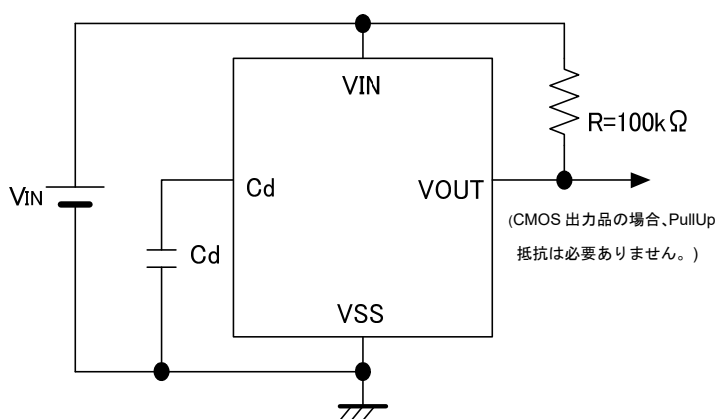 VIN
R=100kΩ
VIN
Cd
VOUT
(CMOS 出力品の場合、PullUp
抵抗は必要ありません。)
Cd
VSS